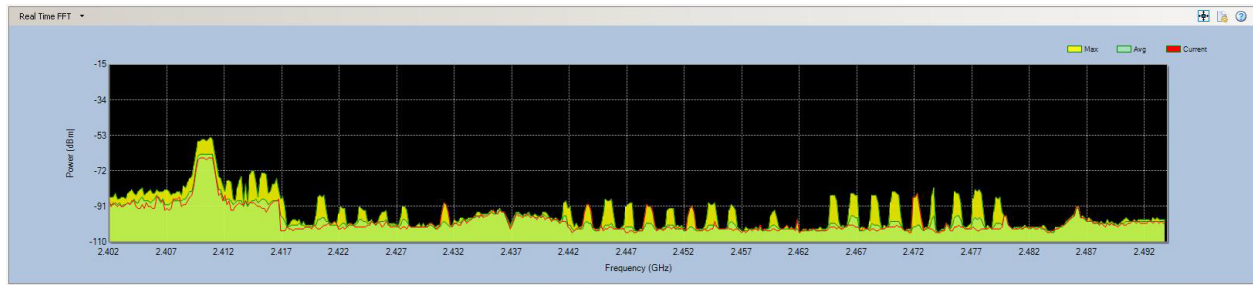 Real Time FFT
Max Avg Current
-15
-34
-53
-72
-91
-110
Power (dBm)
2.402 2.407 2.412 2.417 2.422 2.427 2.432 2.437 2.442 2.447 2.452 2.457 2.462 2.467 2.472 2.477 2.482 2.487 2.492
Frequency (GHz)